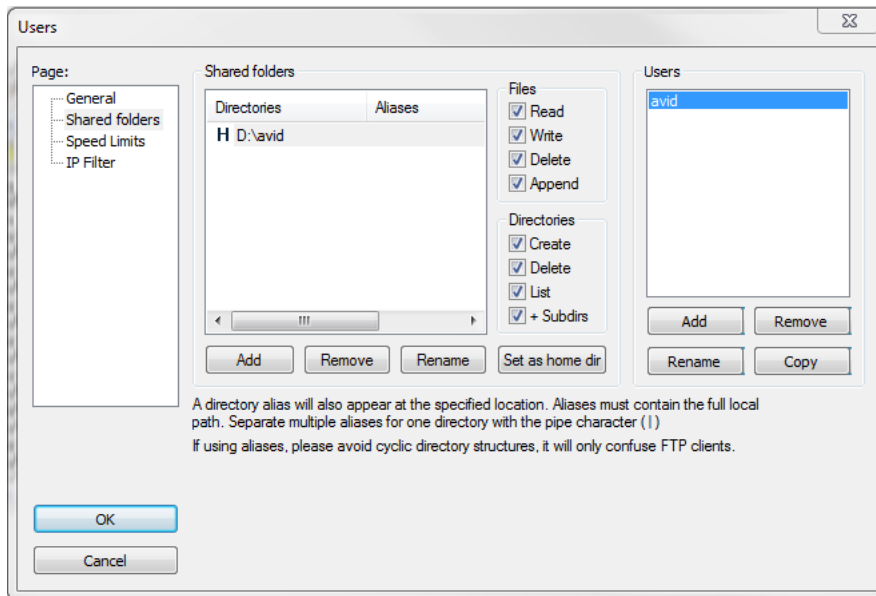 Users
Page:
General
Shared folders
Speed Limits
IP Filter
OK
Cancel
Shared folders
Directories Aliases
H D:\avid
Add Remove Rename Set as home dir
Files
Read
Write
Delete
Append
Directories
Create
Delete
List
+ Subdirs
Users
avid
Add Remove
Rename Copy
A directory alias will also appear at the specified location. Aliases must contain the full local
path. Separate multiple aliases for one directory with the pipe character ( | )
If using aliases, please avoid cyclic directory structures, it will only confuse FTP clients.